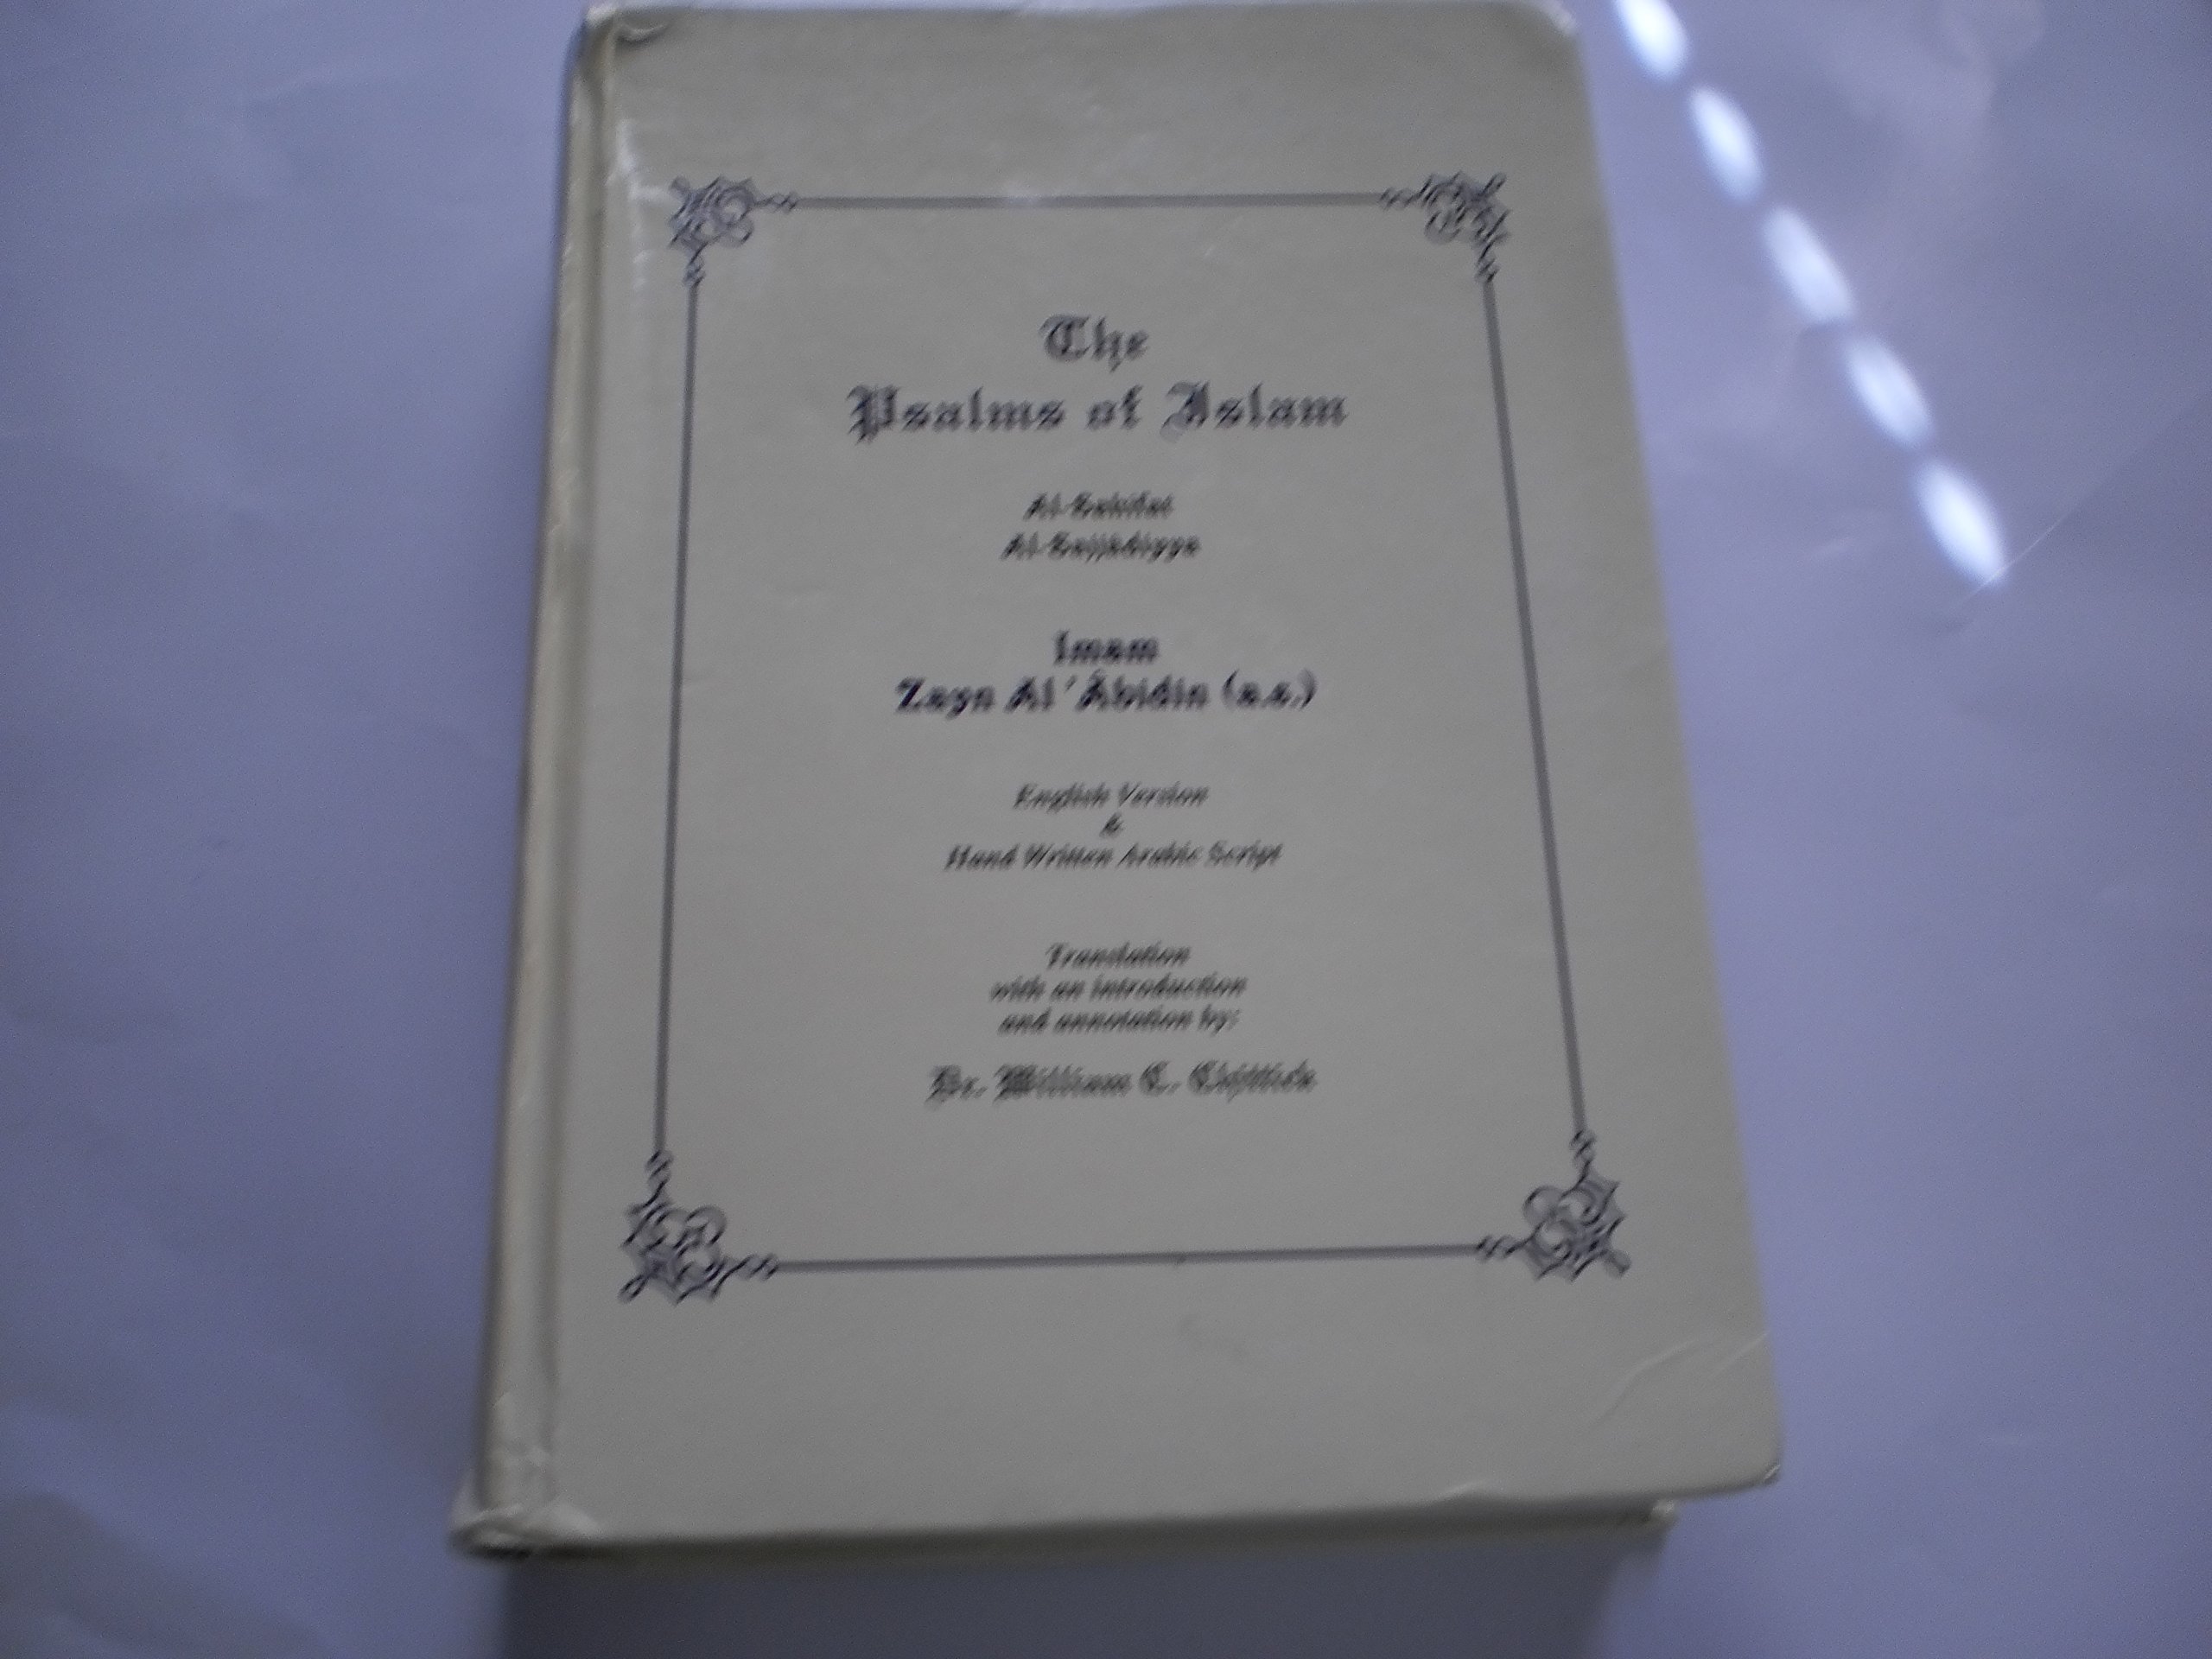 The
Psalms of Islam
Al-Sahifat
Al-Sajjadiyya
Imam
Zayn Al 'Ābidin (a.s.)
English Version
&
Hand Written Arabic Script
Translation
with an introduction
and annotation by:
Dr. William C. Chittick